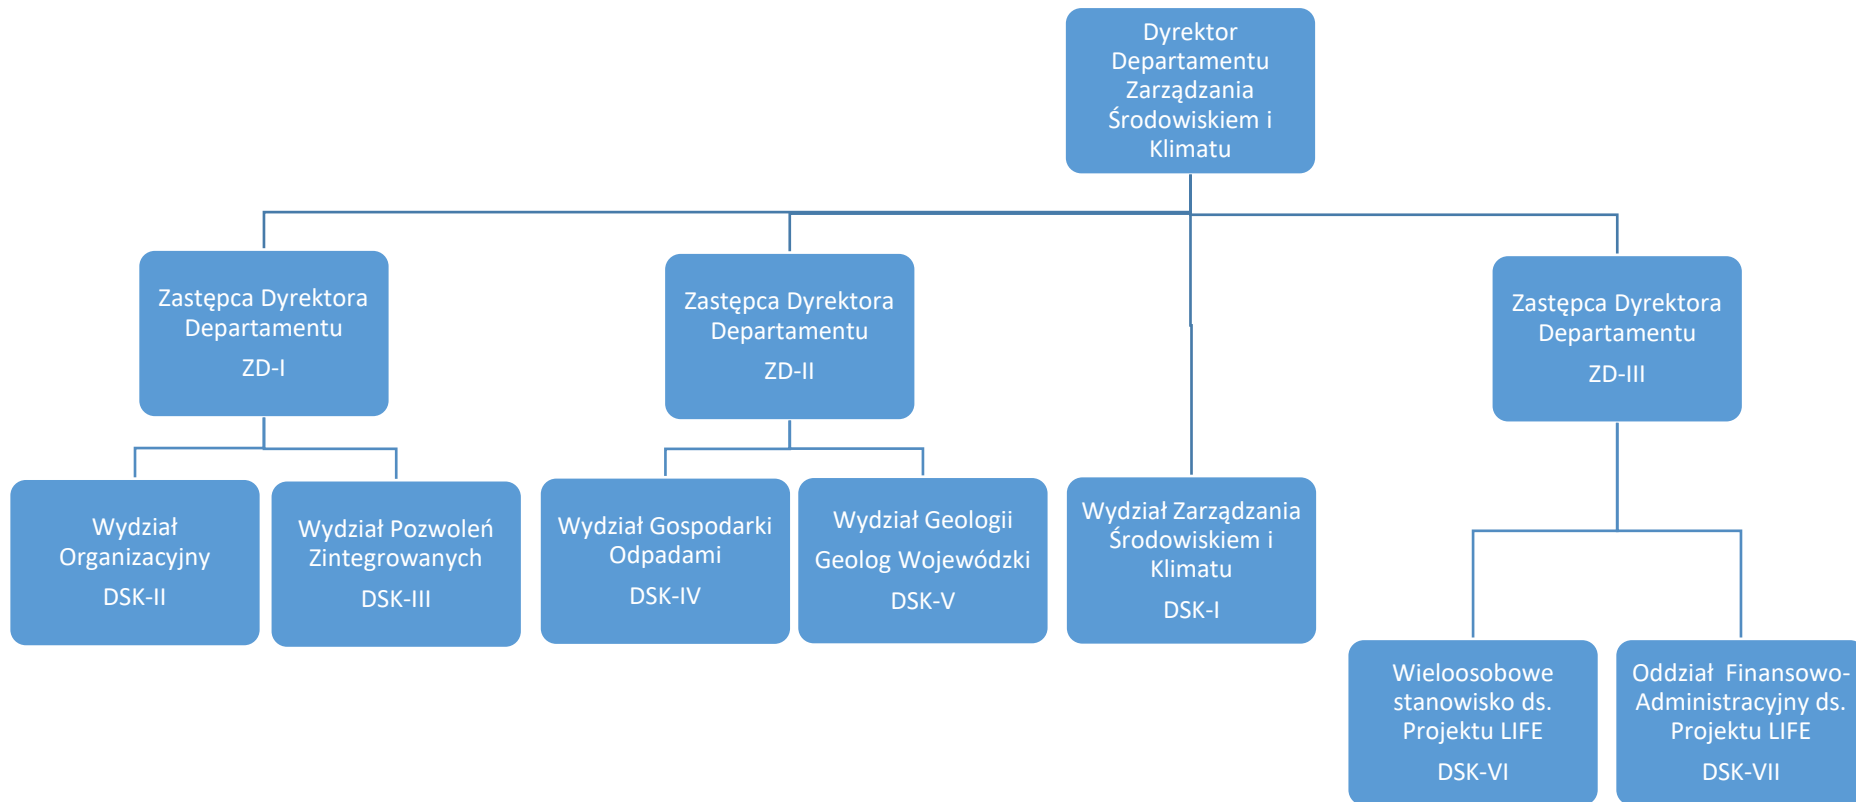 Dyrektor
Departamentu
Zarządzania
Środowiskiem i
Klimatu
Zastępca Dyrektora
Departamentu
ZD-I
Zastępca Dyrektora
Departamentu
ZD-II
Zastępca Dyrektora
Departamentu
ZD-III
Wydział
Organizacyjny
DSK-II
Wydział Pozwoleń
Zintegrowanych
DSK-III
Wydział Gospodarki
Odpadami
DSK-IV
Wydział Geologii
Geolog Wojewódzki
DSK-V
Wydział Zarządzania
Środowiskiem i
Klimatu
DSK-I
Wieloosobowe
stanowisko ds.
Projektu LIFE
DSK-VI
Oddział Finansowo-
Administracyjny ds.
Projektu LIFE
DSK-VII